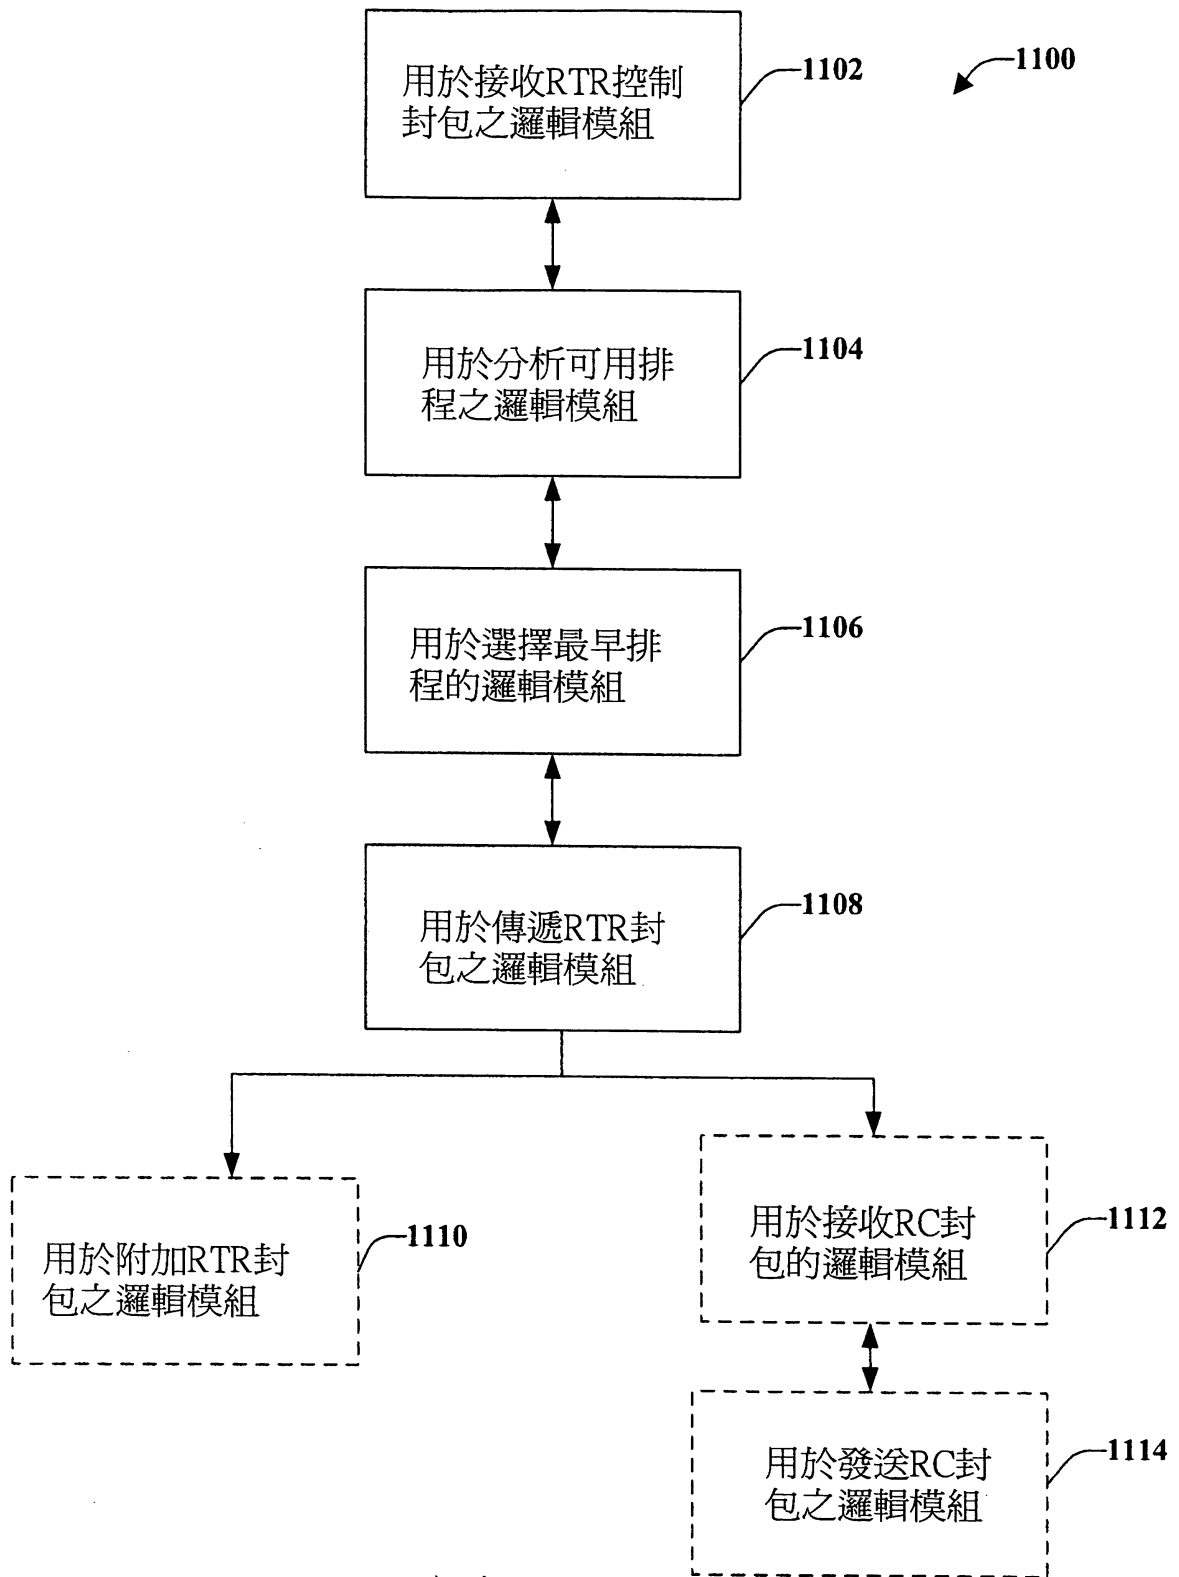 1100
用於接收RTR控制
封包之邏輯模組
1102
用於分析可用排
程之邏輯模組
1104
用於選擇最早排
程的邏輯模組
1106
用於傳遞RTR封
包之邏輯模組
1108
用於附加RTR封
包之邏輯模組
1110
用於接收RC封
包的邏輯模組
1112
用於發送RC封
包之邏輯模組
1114